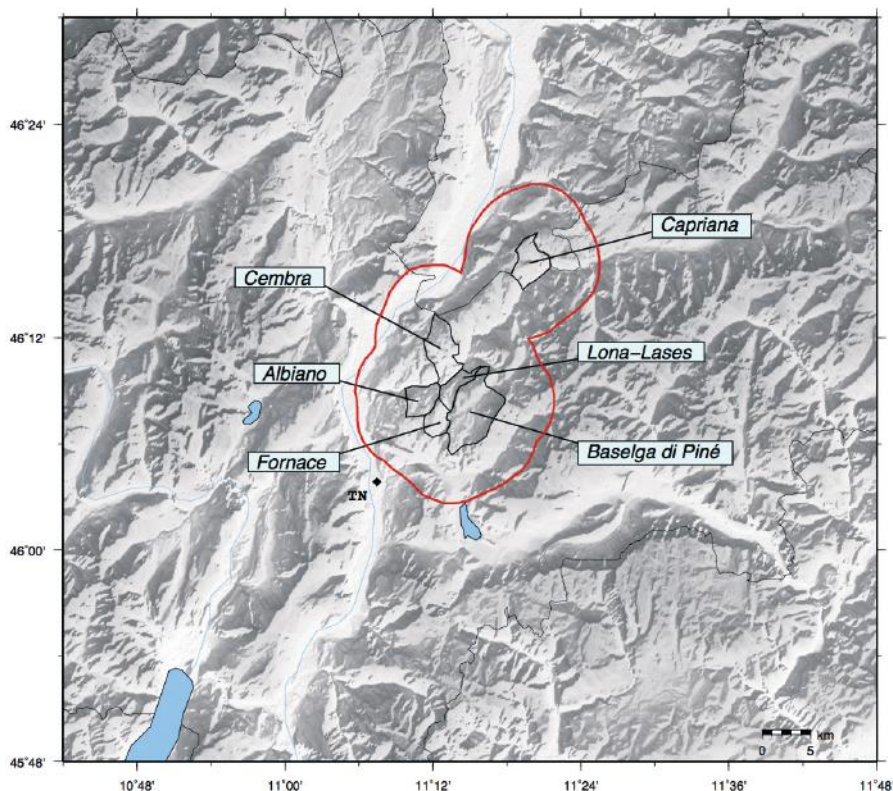 46°24'
Capriana
Cembra
46°12'
Lona-Lases
Albiano
Fornace
Baselga di Piné
TN
46°00'
0 5 km
45°48'
10°48' 11°00' 11°12' 11°24' 11°36' 11°48'